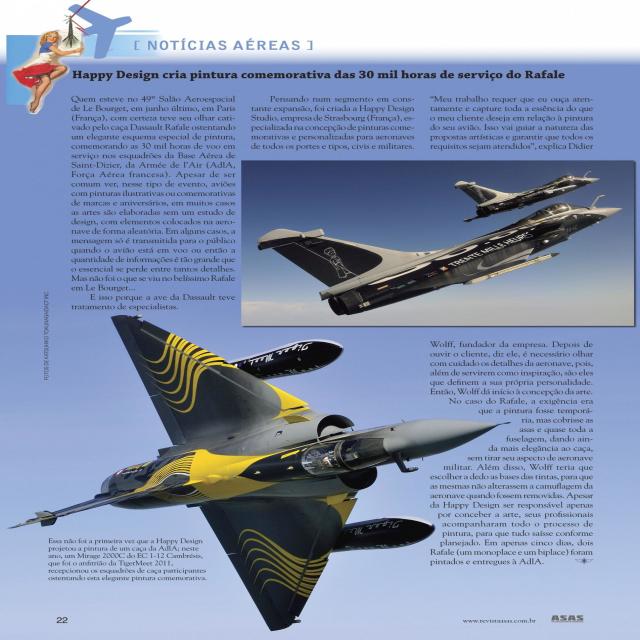 [ NOTÍCIAS AÉREAS ]
Happy Design cria pintura comemorativa das 30 mil horas de serviço do Rafale
Quem esteve no 49º Salão Aeroespacial
de Le Bourget, em junho último, em Paris
(França), com certeza teve seu olhar cati-
vado pelo caça Dassault Rafale ostentando
um elegante esquema especial de pintura,
comemorando as 30 mil horas de voo em
serviço nos esquadrões da Base Aérea de
Saint-Dizier, da Armée de l'Air (AdlA,
Força Aérea francesa). Apesar de ser
comum ver, nesse tipo de evento, aviões
com pinturas ilustrativas ou comemorativas
de marcas e aniversários, em muitos casos
as artes são elaboradas sem um estudo de
design, com elementos colocados na aero-
nave de forma aleatória. Em alguns casos, a
mensagem só é transmitida para o público
quando o avião está em voo ou então a
quantidade de informações é tão grande que
o essencial se perde entre tantos detalhes.
Mas não foi o que se viu no belíssimo Rafale
em Le Bourget...
E isso porque a ave da Dassault teve
tratamento de especialistas.
Pensando num segmento em cons-
tante expansão, foi criada a Happy Design
Studio, empresa de Strasbourg (França), es-
pecializada na concepção de pinturas come-
morativas e personalizadas para aeronaves
de todos os portes e tipos, civis e militares.
"Meu trabalho requer que eu ouça aten-
tamente e capture toda a essência do que
o meu cliente deseja em relação à pintura
do seu avião. Isso vai guiar a natureza das
propostas artísticas e garantir que todos os
requisitos sejam atendidos", explica Didier
TRENTE MILLE HEURES
Wolff, fundador da empresa. Depois de
ouvir o cliente, diz ele, é necessário olhar
com cuidado os detalhes da aeronave, pois,
além de servirem como inspiração, são eles
que definem a sua própria personalidade.
Então, Wolff dá início à concepção da arte.
No caso do Rafale, a exigência era
que a pintura fosse temporá-
ria, mas cobrisse as
asas e quase toda a
fuselagem, dando ain-
da mais elegância ao caça,
sem tirar seu aspecto de aeronave
militar. Além disso, Wolff teria que
escolher a dedo as bases das tintas, para que
as mesmas não alterassem a camuflagem da
aeronave quando fossem removidas. Apesar
da Happy Design ser responsável apenas
por conceber a arte, seus profissionais
acompanharam todo o processo de
pintura, para que tudo saísse conforme
planejado. Em apenas cinco dias, dois
Rafale (um monoplace e um biplace) foram
pintados e entregues à AdlA.
Tiger Meet
Essa não foi a primeira vez que a Happy Design
projetou a pintura de um caça da AdlA; neste
ano, um Mirage 2000C do EC 1-12 Cambrésis,
que foi o anfitrião da TigerMeet 2011,
recepcionou os esquadrões de caça participantes
ostentando esta elegante pintura comemorativa.
22
www.revistaasas.com.br
ASAS